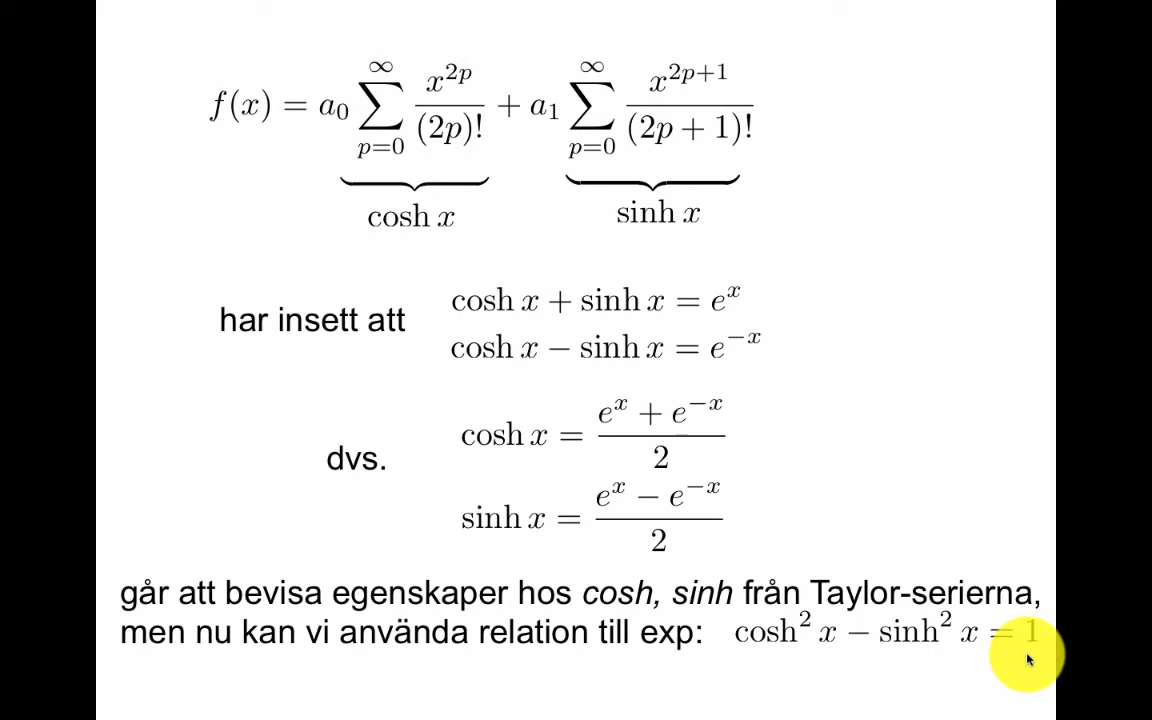 f(x) = a₀ ∑_{p=0}^{∞} x^{2p}/(2p)! + a₁ ∑_{p=0}^{∞} x^{2p+1}/(2p + 1)!
cosh x
sinh x
har insett att
cosh x + sinh x = e^x
cosh x − sinh x = e^{−x}
dvs.
cosh x = (e^x + e^{−x})/2
sinh x = (e^x − e^{−x})/2
går att bevisa egenskaper hos cosh, sinh från Taylor-serierna,
men nu kan vi använda relation till exp: cosh² x − sinh² x = 1